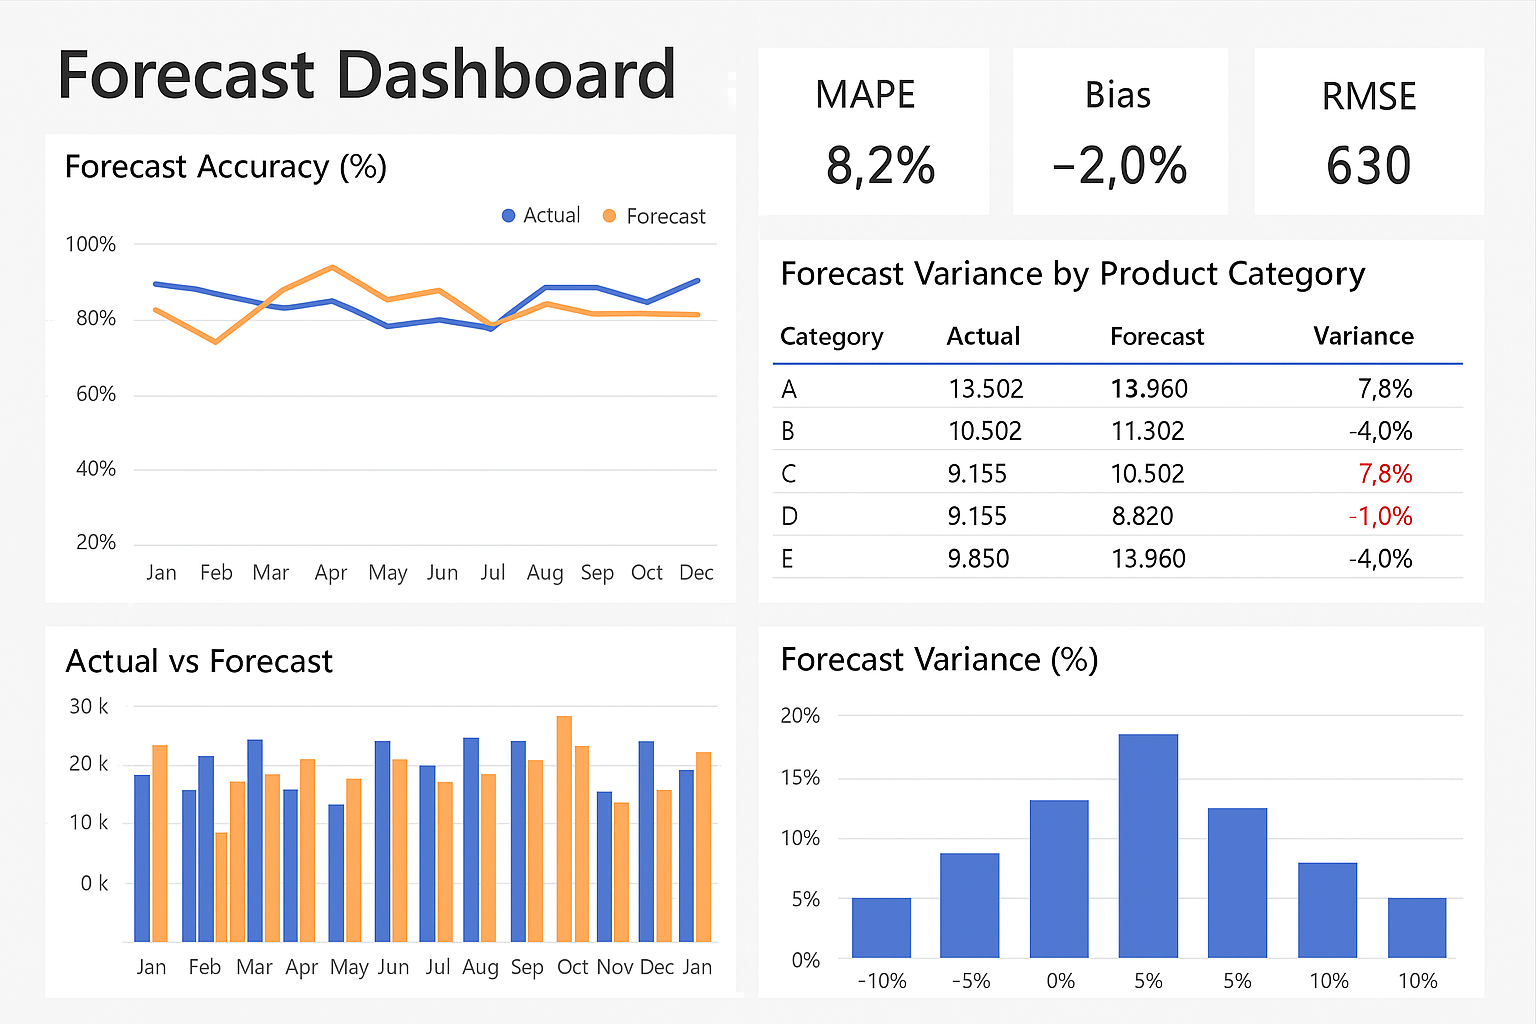 Forecast Dashboard
MAPE
8,2%
Bias
−2,0%
RMSE
630
Forecast Accuracy (%)
Actual Forecast
100%
80%
60%
40%
20%
Jan Feb Mar Apr May Jun Jul Aug Sep Oct Dec
Forecast Variance by Product Category
Category Actual Forecast Variance
A 13.502 13.960 7,8%
B 10.502 11.302 -4,0%
C 9.155 10.502 7,8%
D 9.155 8.820 -1,0%
E 9.850 13.960 -4,0%
Actual vs Forecast
30 k
20 k
10 k
0 k
Jan Feb Mar Apr May Jun Jul Aug Sep Oct Nov Dec Jan
Forecast Variance (%)
20%
15%
10%
5%
0%
-10% -5% 0% 5% 5% 10% 10%